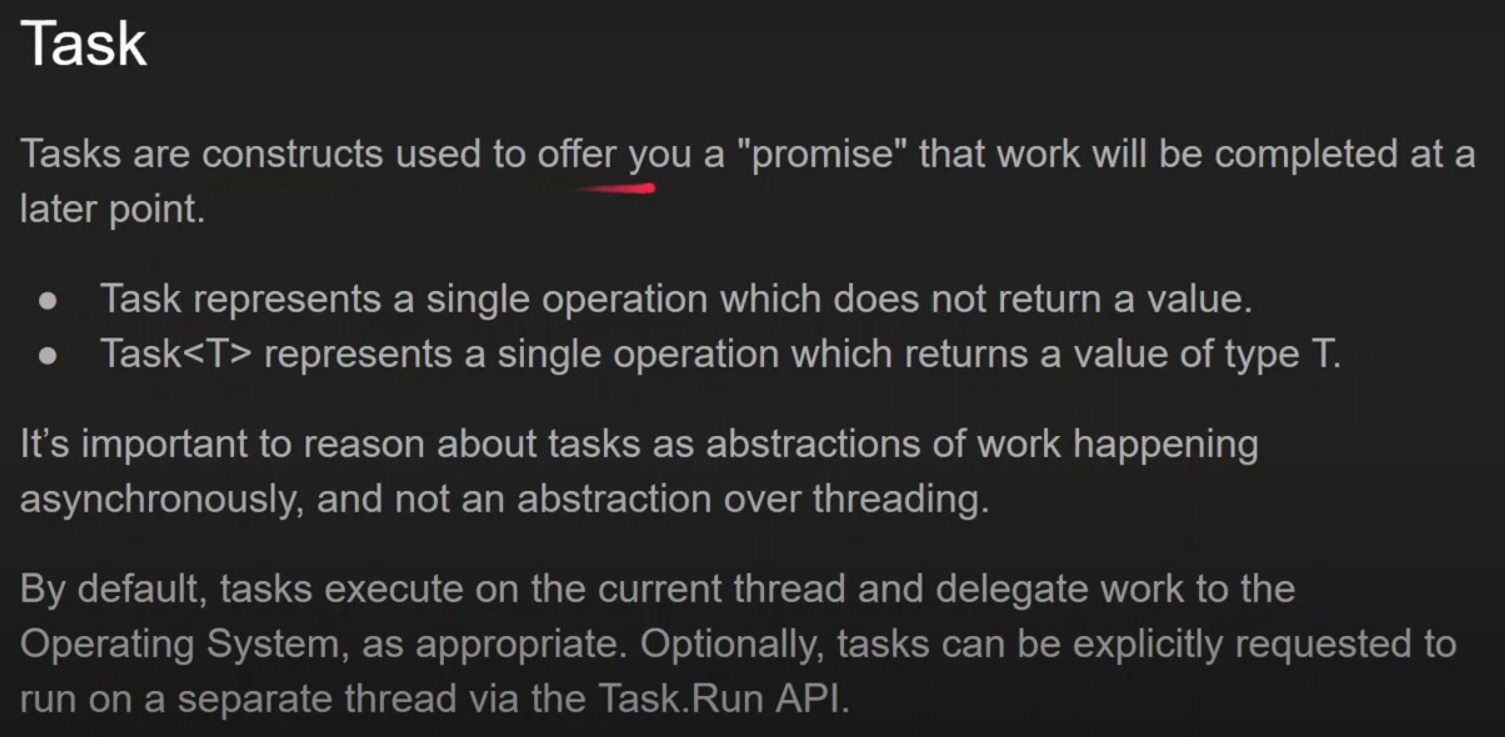 Task
Tasks are constructs used to offer you a "promise" that work will be completed at a
later point.
● Task represents a single operation which does not return a value.
● Task<T> represents a single operation which returns a value of type T.
It’s important to reason about tasks as abstractions of work happening
asynchronously, and not an abstraction over threading.
By default, tasks execute on the current thread and delegate work to the
Operating System, as appropriate. Optionally, tasks can be explicitly requested to
run on a separate thread via the Task.Run API.